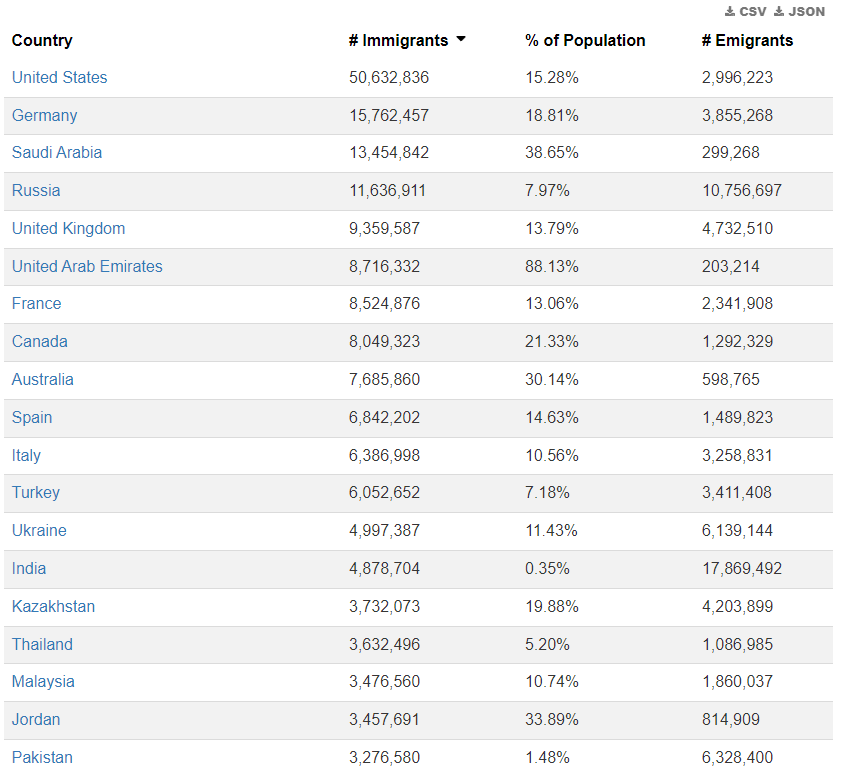 CSV JSON
Country # Immigrants % of Population # Emigrants
United States 50,632,836 15.28% 2,996,223
Germany 15,762,457 18.81% 3,855,268
Saudi Arabia 13,454,842 38.65% 299,268
Russia 11,636,911 7.97% 10,756,697
United Kingdom 9,359,587 13.79% 4,732,510
United Arab Emirates 8,716,332 88.13% 203,214
France 8,524,876 13.06% 2,341,908
Canada 8,049,323 21.33% 1,292,329
Australia 7,685,860 30.14% 598,765
Spain 6,842,202 14.63% 1,489,823
Italy 6,386,998 10.56% 3,258,831
Turkey 6,052,652 7.18% 3,411,408
Ukraine 4,997,387 11.43% 6,139,144
India 4,878,704 0.35% 17,869,492
Kazakhstan 3,732,073 19.88% 4,203,899
Thailand 3,632,496 5.20% 1,086,985
Malaysia 3,476,560 10.74% 1,860,037
Jordan 3,457,691 33.89% 814,909
Pakistan 3,276,580 1.48% 6,328,400